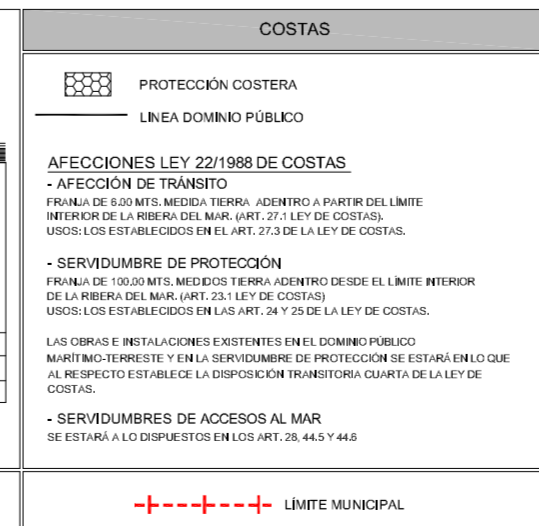 COSTAS
PROTECCIÓN COSTERA
LINEA DOMINIO PÚBLICO
AFECCIONES LEY 22/1988 DE COSTAS
- AFECCIÓN DE TRÁNSITO
FRANJA DE 6.00 MTS. MEDIDA TIERRA ADENTRO A PARTIR DEL LÍMITE
INTERIOR DE LA RIBERA DEL MAR. (ART. 27.1 LEY DE COSTAS).
USOS: LOS ESTABLECIDOS EN EL ART. 27.3 DE LA LEY DE COSTAS.
- SERVIDUMBRE DE PROTECCIÓN
FRANJA DE 100.00 MTS. MEDIDOS TIERRA ADENTRO DESDE EL LÍMITE INTERIOR
DE LA RIBERA DEL MAR. (ART. 23.1 LEY DE COSTAS)
USOS: LOS ESTABLECIDOS EN LAS ART. 24 Y 25 DE LA LEY DE COSTAS.
LAS OBRAS E INSTALACIONES EXISTENTES EN EL DOMINIO PÚBLICO
MARÍTIMO-TERRESTE Y EN LA SERVIDUMBRE DE PROTECCIÓN SE ESTARÁ EN LO QUE
AL RESPECTO ESTABLECE LA DISPOSICIÓN TRANSITORIA CUARTA DE LA LEY DE
COSTAS.
- SERVIDUMBRES DE ACCESOS AL MAR
SE ESTARÁ A LO DISPUESTOS EN LOS ART. 28, 44.5 Y 44.6
LÍMITE MUNICIPAL